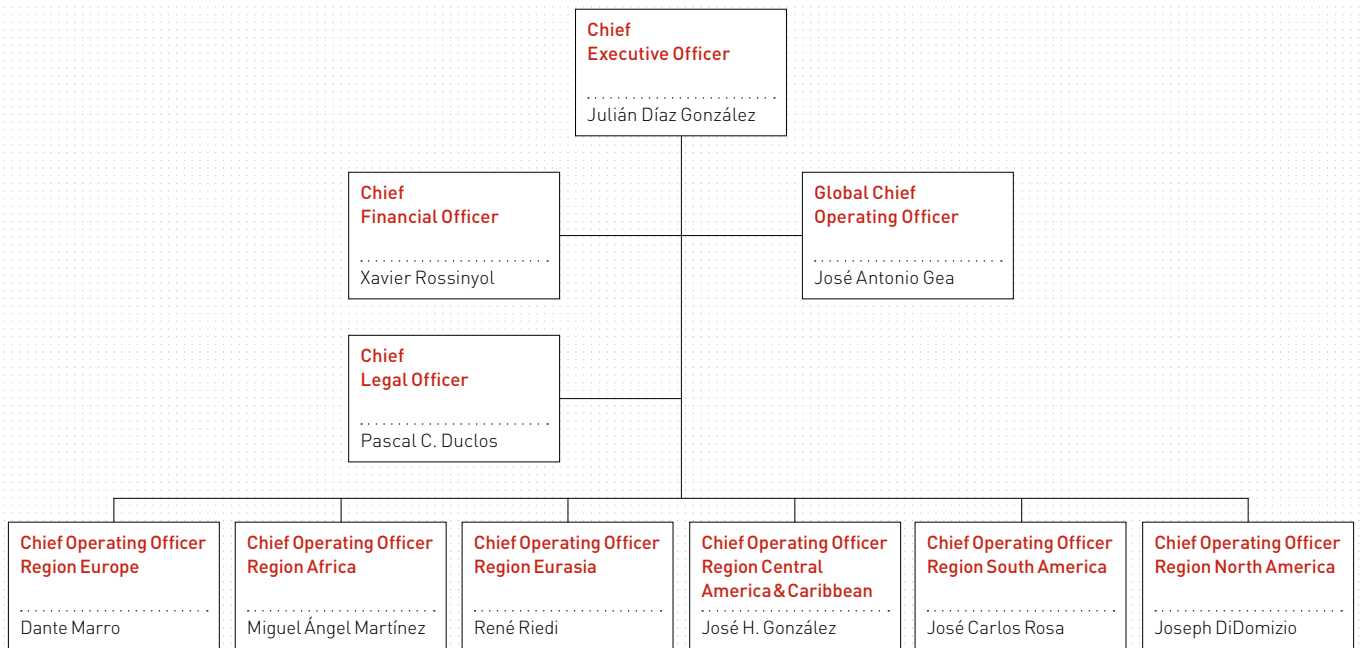 Chief
Executive Officer
Julián Díaz González
Chief
Financial Officer
Xavier Rossinyol
Global Chief
Operating Officer
José Antonio Gea
Chief
Legal Officer
Pascal C. Duclos
Chief Operating Officer
Region Europe
Dante Marro
Chief Operating Officer
Region Africa
Miguel Ángel Martínez
Chief Operating Officer
Region Eurasia
René Riedi
Chief Operating Officer
Region Central
America & Caribbean
José H. González
Chief Operating Officer
Region South America
José Carlos Rosa
Chief Operating Officer
Region North America
Joseph DiDomizio